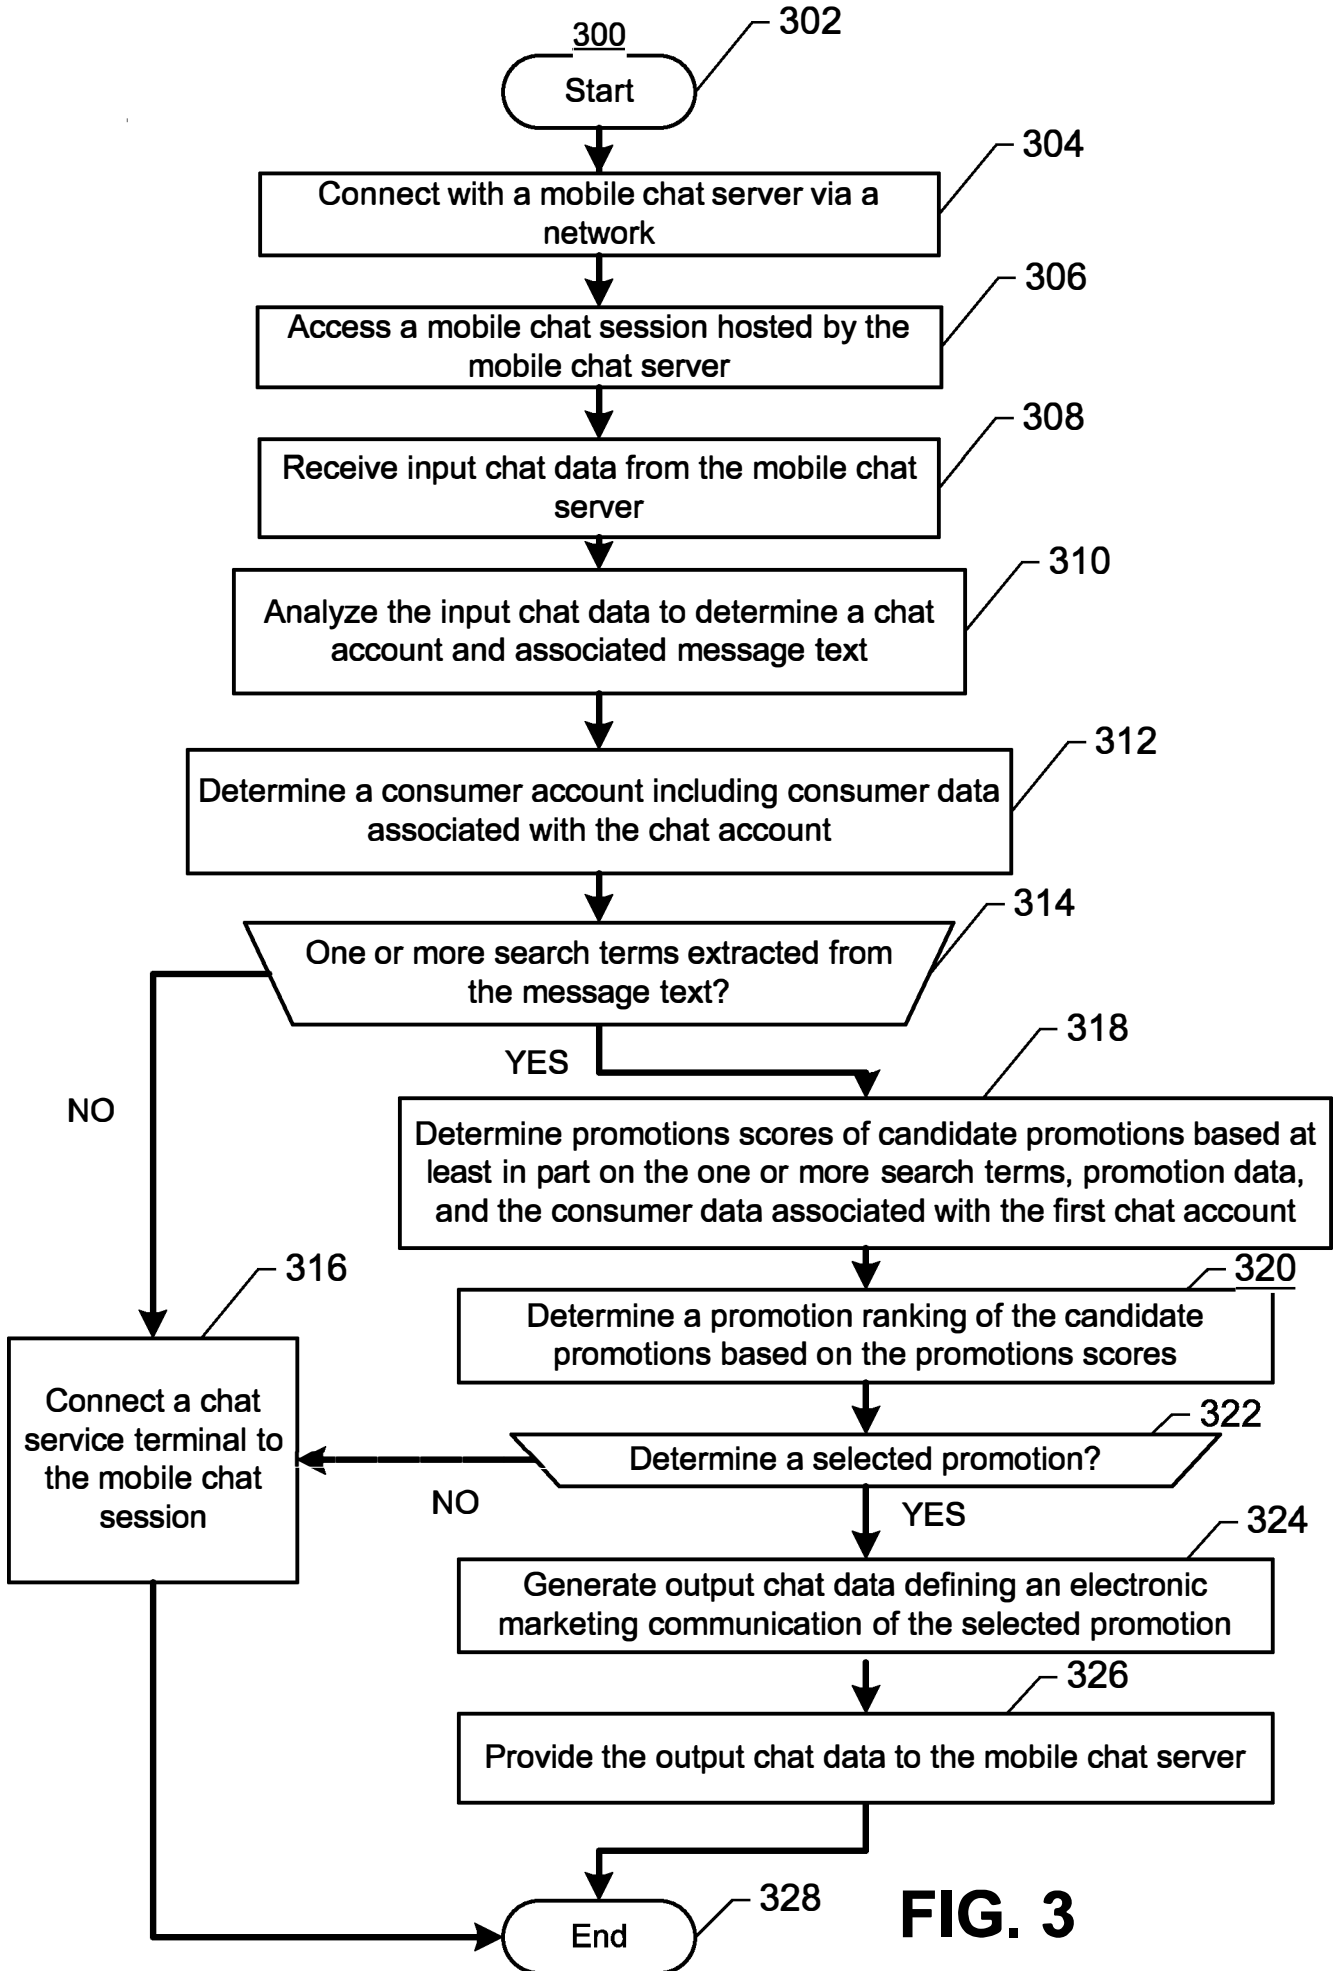 300
302
Start
304
Connect with a mobile chat server via a
network
306
Access a mobile chat session hosted by the
mobile chat server
308
Receive input chat data from the mobile chat
server
310
Analyze the input chat data to determine a chat
account and associated message text
312
Determine a consumer account including consumer data
associated with the chat account
314
One or more search terms extracted from
the message text?
YES
NO
318
Determine promotions scores of candidate promotions based at
least in part on the one or more search terms, promotion data,
and the consumer data associated with the first chat account
316
Connect a chat
service terminal to
the mobile chat
session
320
Determine a promotion ranking of the candidate
promotions based on the promotions scores
322
Determine a selected promotion?
NO
YES
324
Generate output chat data defining an electronic
marketing communication of the selected promotion
326
Provide the output chat data to the mobile chat server
328
End
FIG. 3